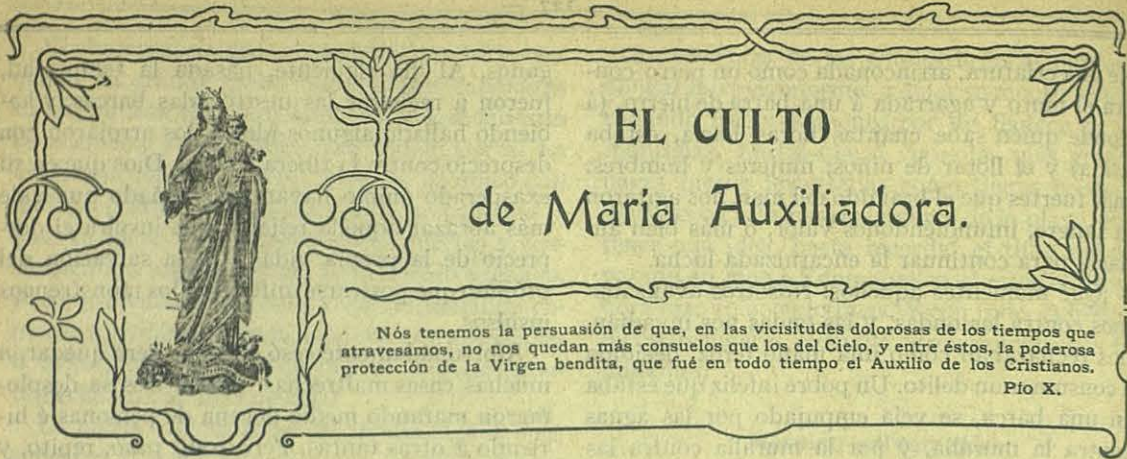 EL CULTO
de María Auxiliadora.
Nós tenemos la persuasión de que, en las vicisitudes dolorosas de los tiempos que
atravesamos, no nos quedan más consuelos que los del Cielo, y entre éstos, la poderosa
protección de la Virgen bendita, que fué en todo tiempo el Auxilio de los Cristianos.
Pío X.